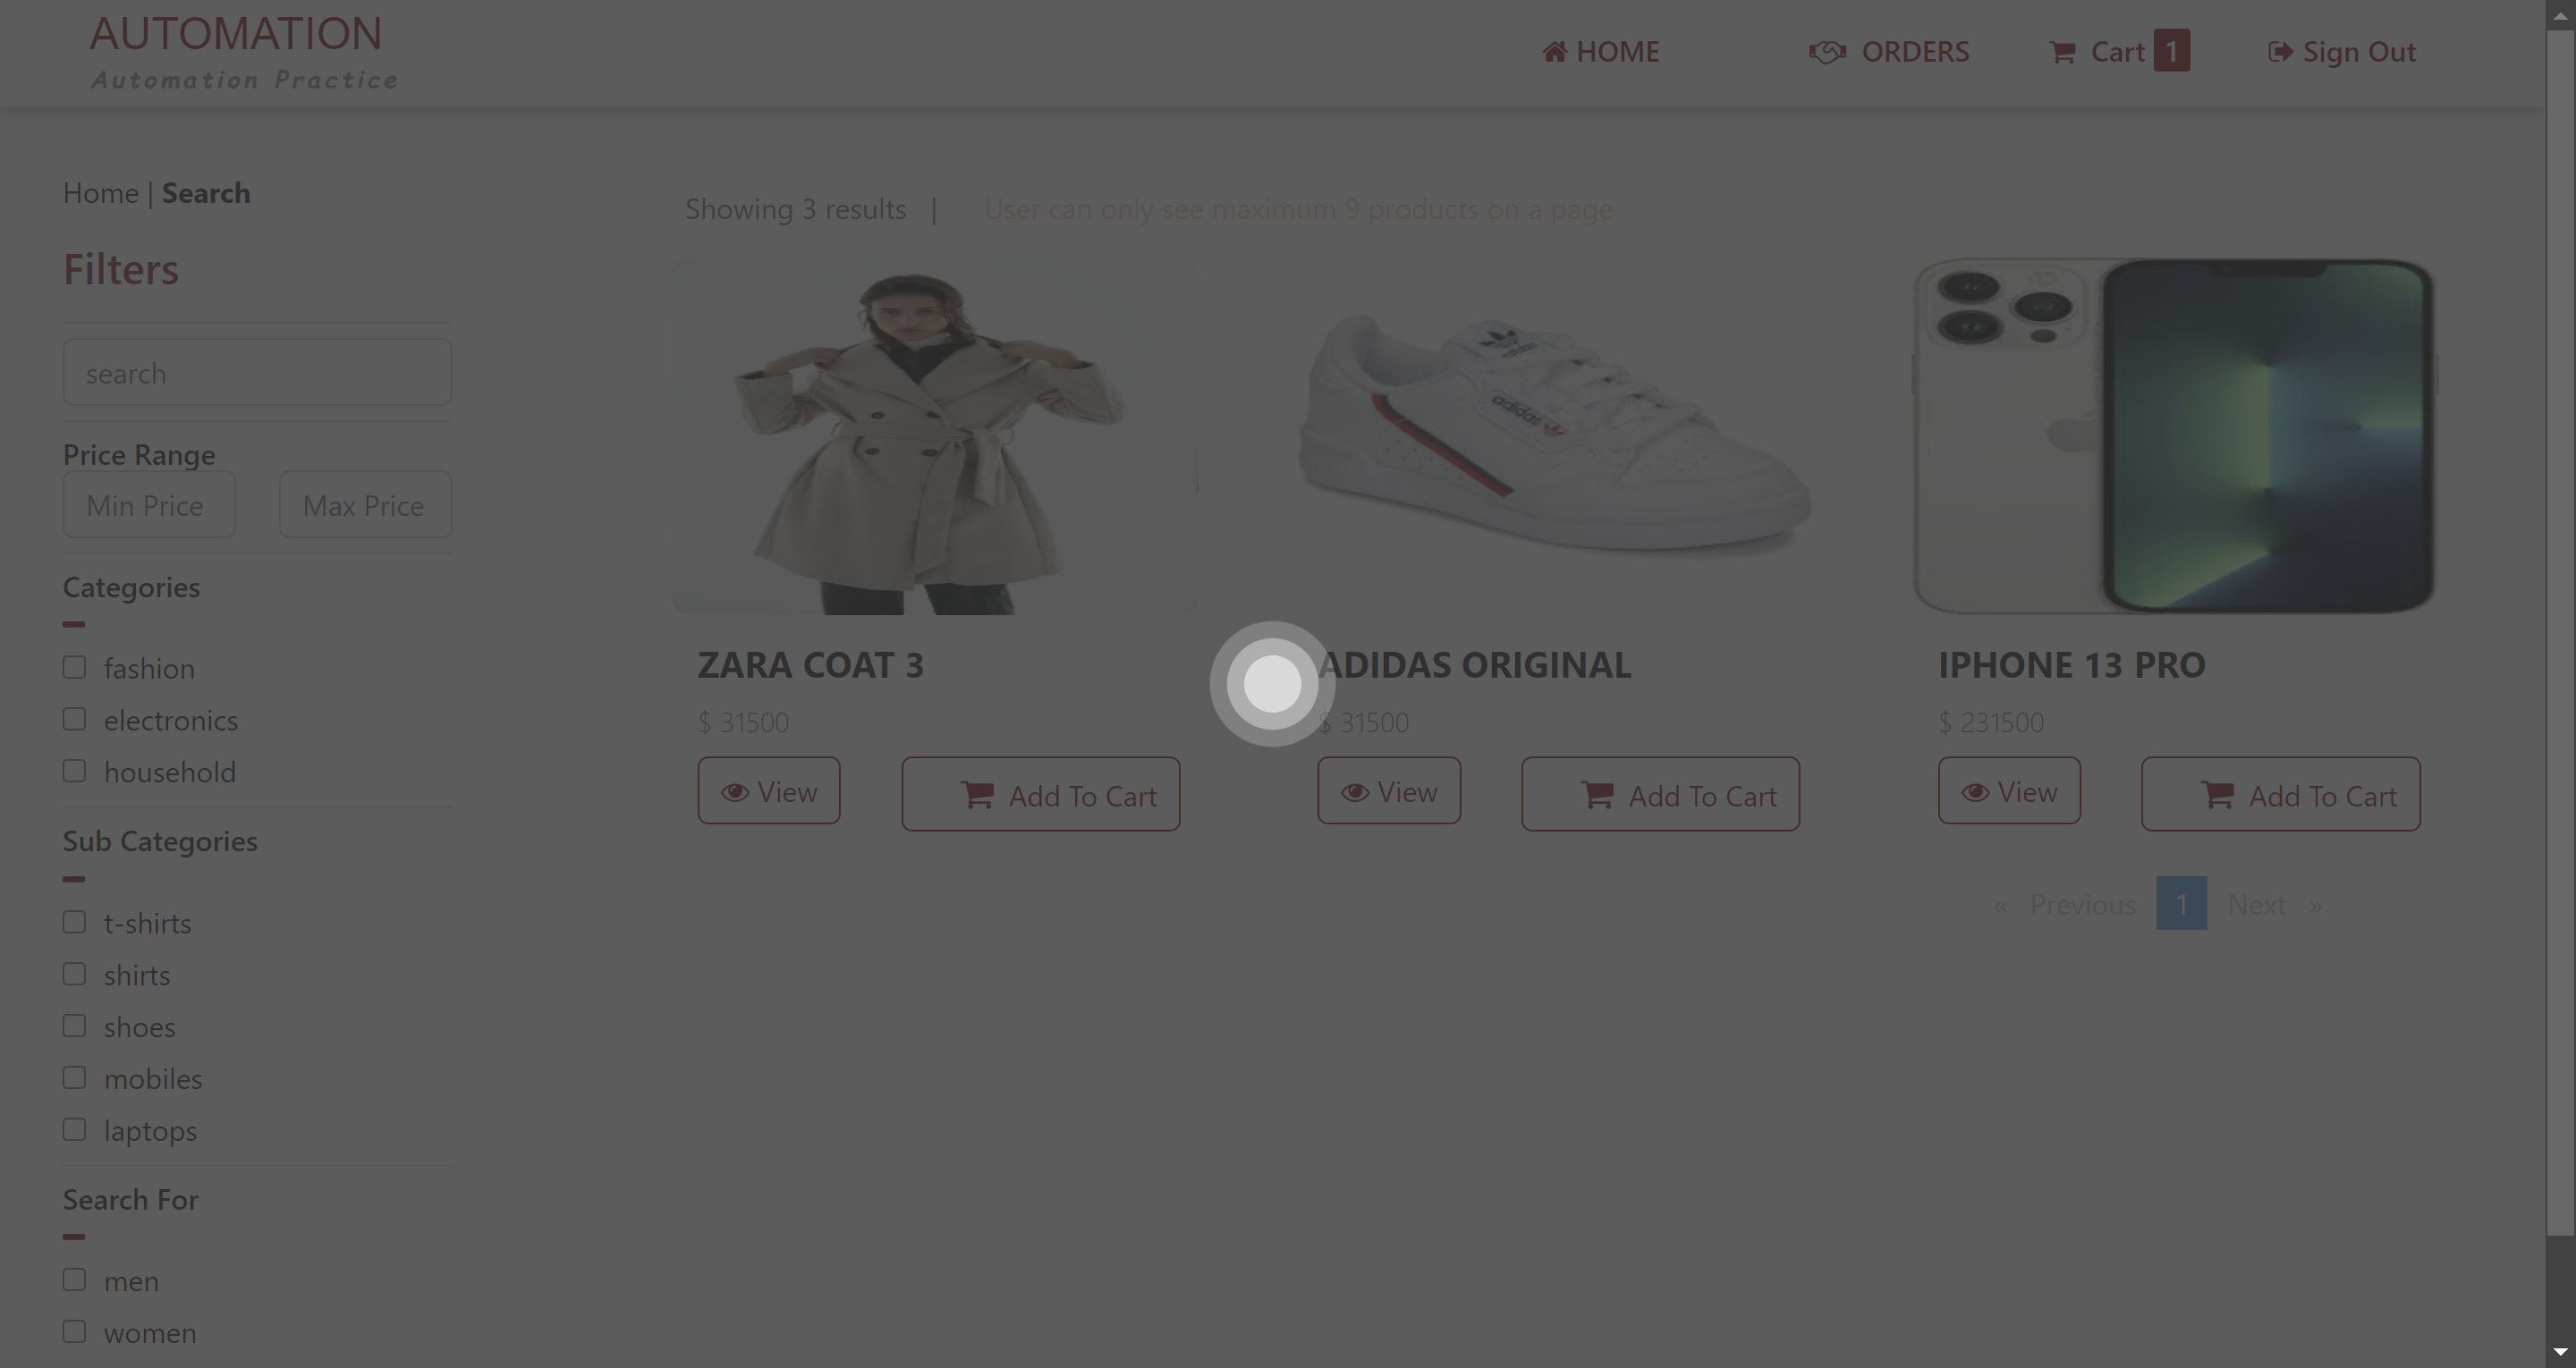 AUTOMATION
Automation Practice
HOME
ORDERS
Cart 1
Sign Out
Home | Search
Filters
search
Price Range
Min Price Max Price
Categories
fashion
electronics
household
Sub Categories
t-shirts
shirts
shoes
mobiles
laptops
Search For
men
women
Showing 3 results | User can only see maximum 9 products on a page
ZARA COAT 3
$ 31500
View Add To Cart
adidas
ADIDAS ORIGINAL
$ 31500
View Add To Cart
IPHONE 13 PRO
$ 231500
View Add To Cart
« Previous 1 Next »